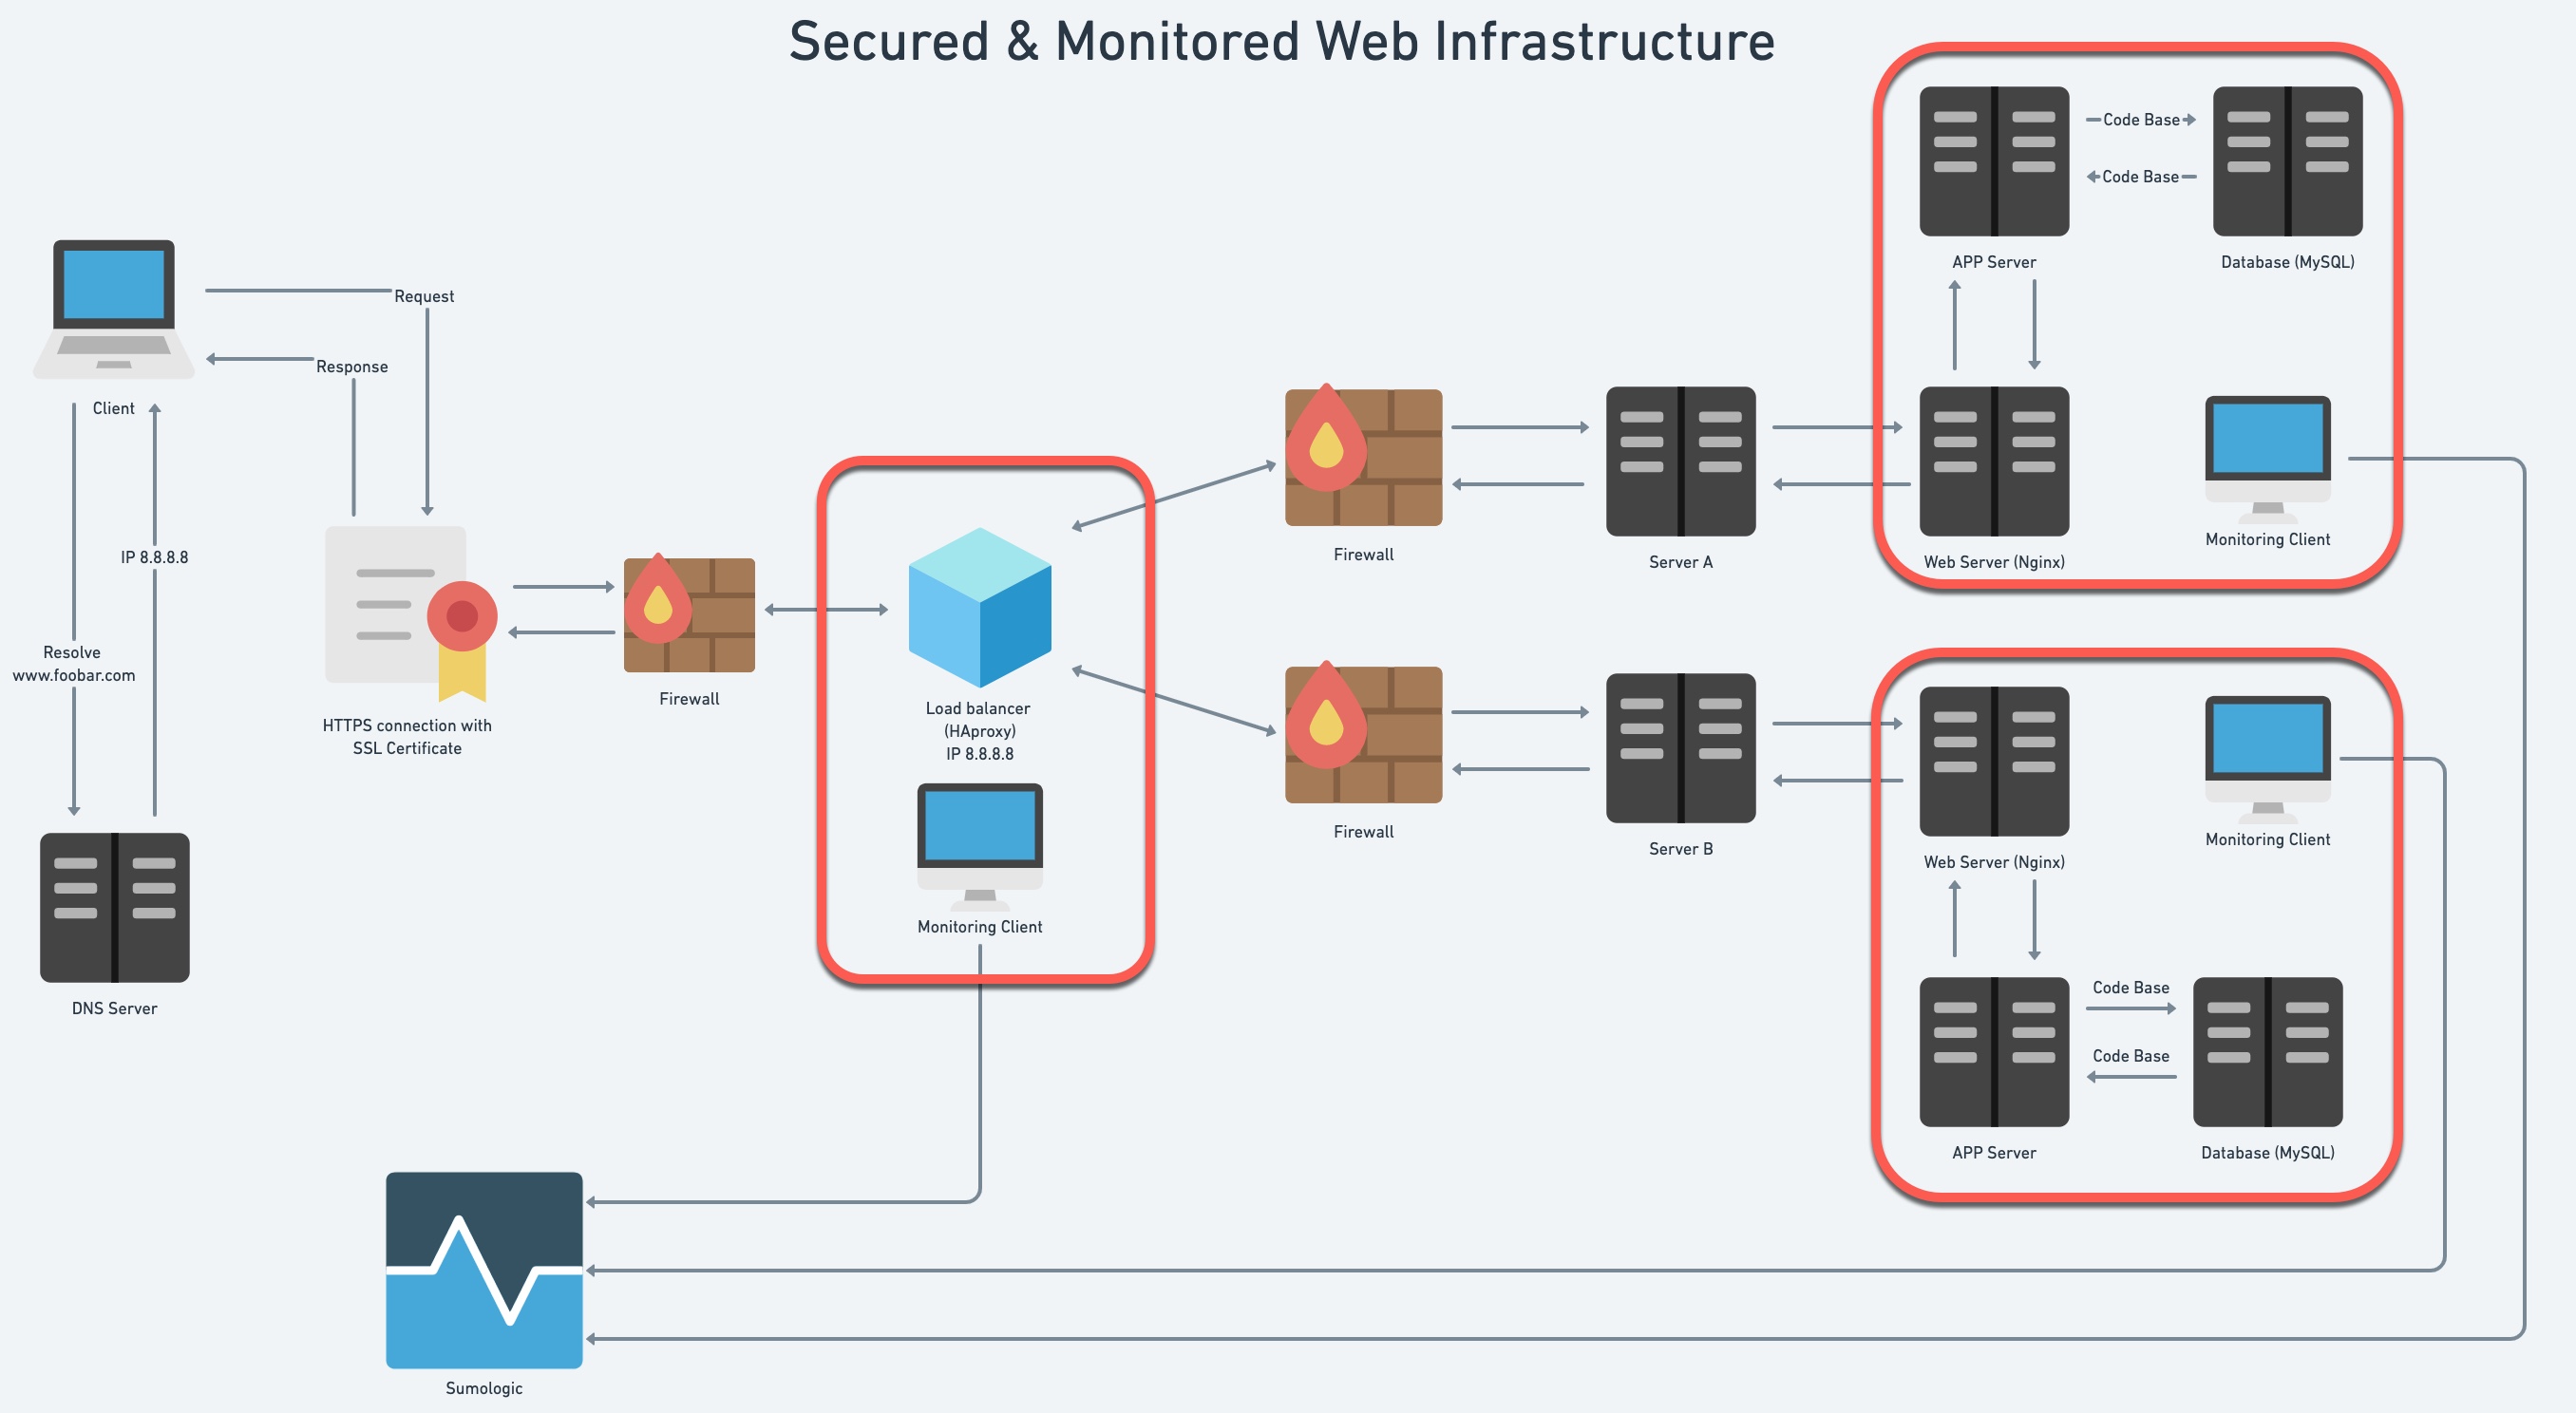 Secured & Monitored Web Infrastructure
Code Base
Code Base
APP Server
Database (MySQL)
Request
Response
Client
IP 8.8.8.8
Resolve
www.foobar.com
DNS Server
HTTPS connection with
SSL Certificate
Firewall
Load balancer
(HAproxy)
IP 8.8.8.8
Monitoring Client
Firewall
Server A
Web Server (Nginx)
Monitoring Client
Firewall
Server B
Web Server (Nginx)
Monitoring Client
Code Base
Code Base
APP Server
Database (MySQL)
Sumologic